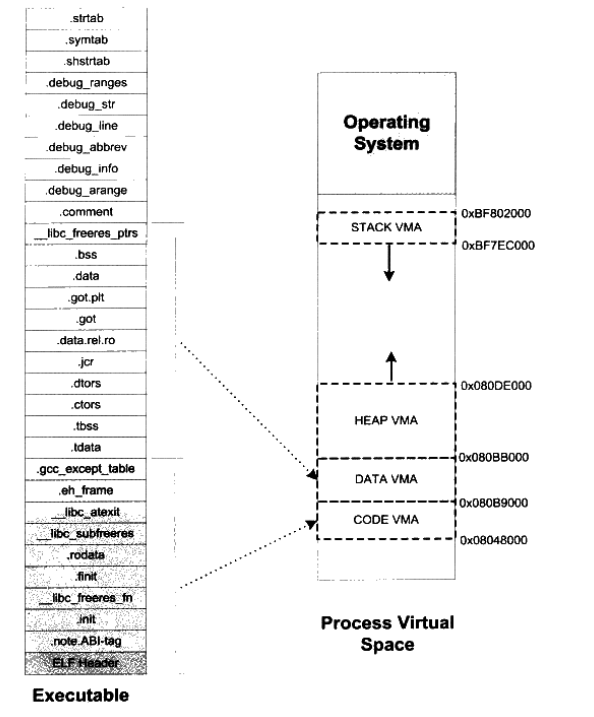 .strtab
.symtab
.shstrtab
.debug_ranges
.debug_str
.debug_line
.debug_abbrev
.debug_info
.debug_arange
.comment
__libc_freeres_ptrs
.bss
.data
.got.plt
.got
.data.rel.ro
.jcr
.dtors
.ctors
.tbss
.tdata
.gcc_except_table
.eh_frame
__libc_atexit
__libc_subfreeres
.rodata
.finit
__libc_freeres_fn
.init
.note.ABI-tag
ELF Header
Executable
Operating
System
0xBF802000
STACK VMA
0xBF7EC000
0x080DE000
HEAP VMA
0x080BB000
DATA VMA
0x080B9000
CODE VMA
0x08048000
Process Virtual
Space